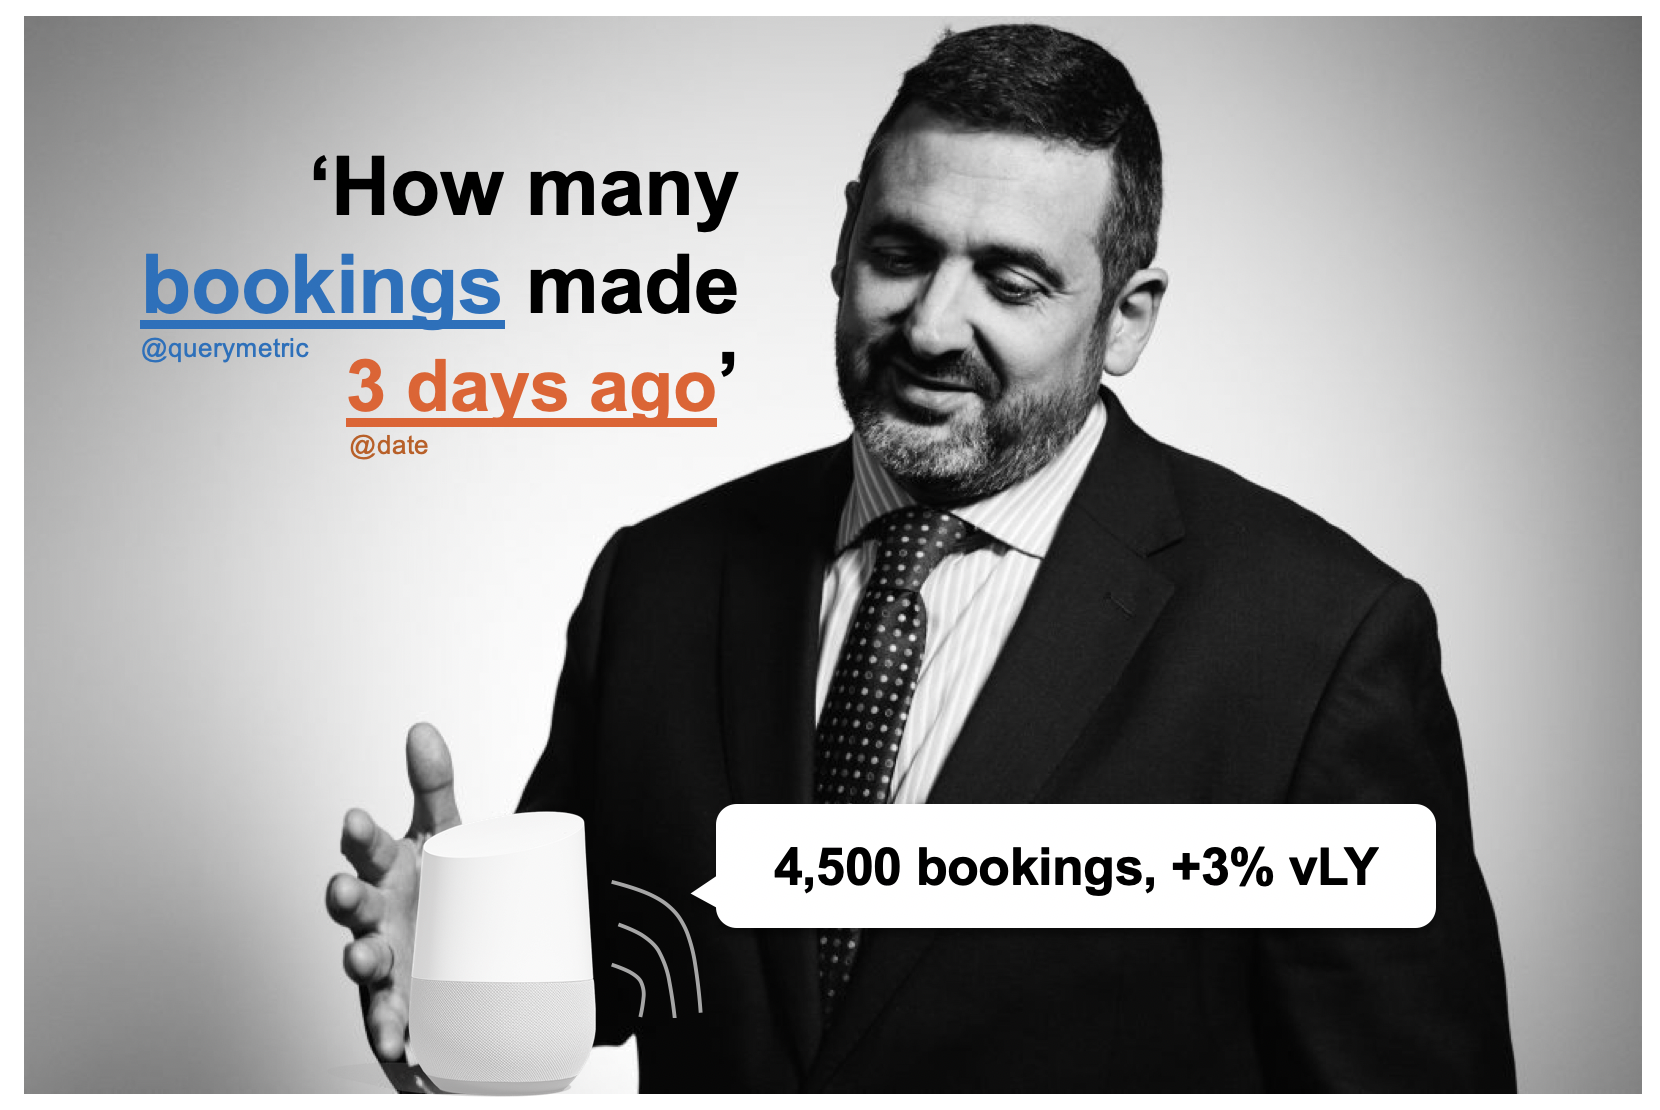 ‘How many
bookings made
@querymetric
3 days ago’
@date
4,500 bookings, +3% vLY